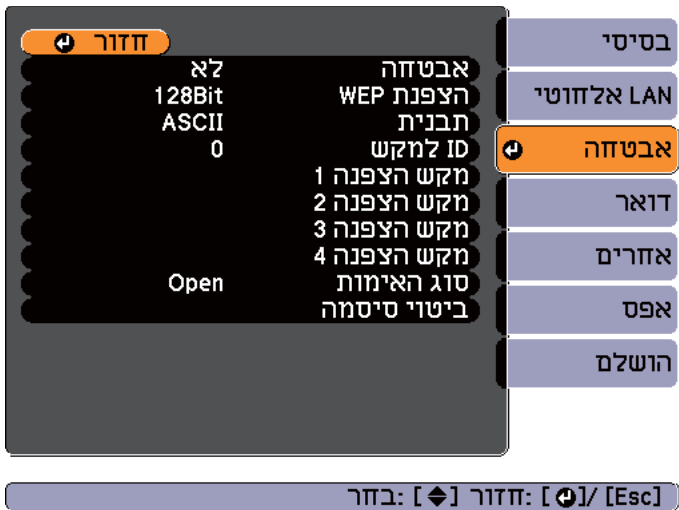 בסיסי
LAN אלחוטי
אבטחה
דואר
אחרים
אפס
הושלם
חזור
אבטחה לא
הצפנת WEP 128Bit
תבנית ASCII
ID למקש 0
מקש הצפנה 1
מקש הצפנה 2
מקש הצפנה 3
מקש הצפנה 4
סוג האימות Open
ביטוי סיסמה
[Esc] /[ ]: חזור [ ]: בחר